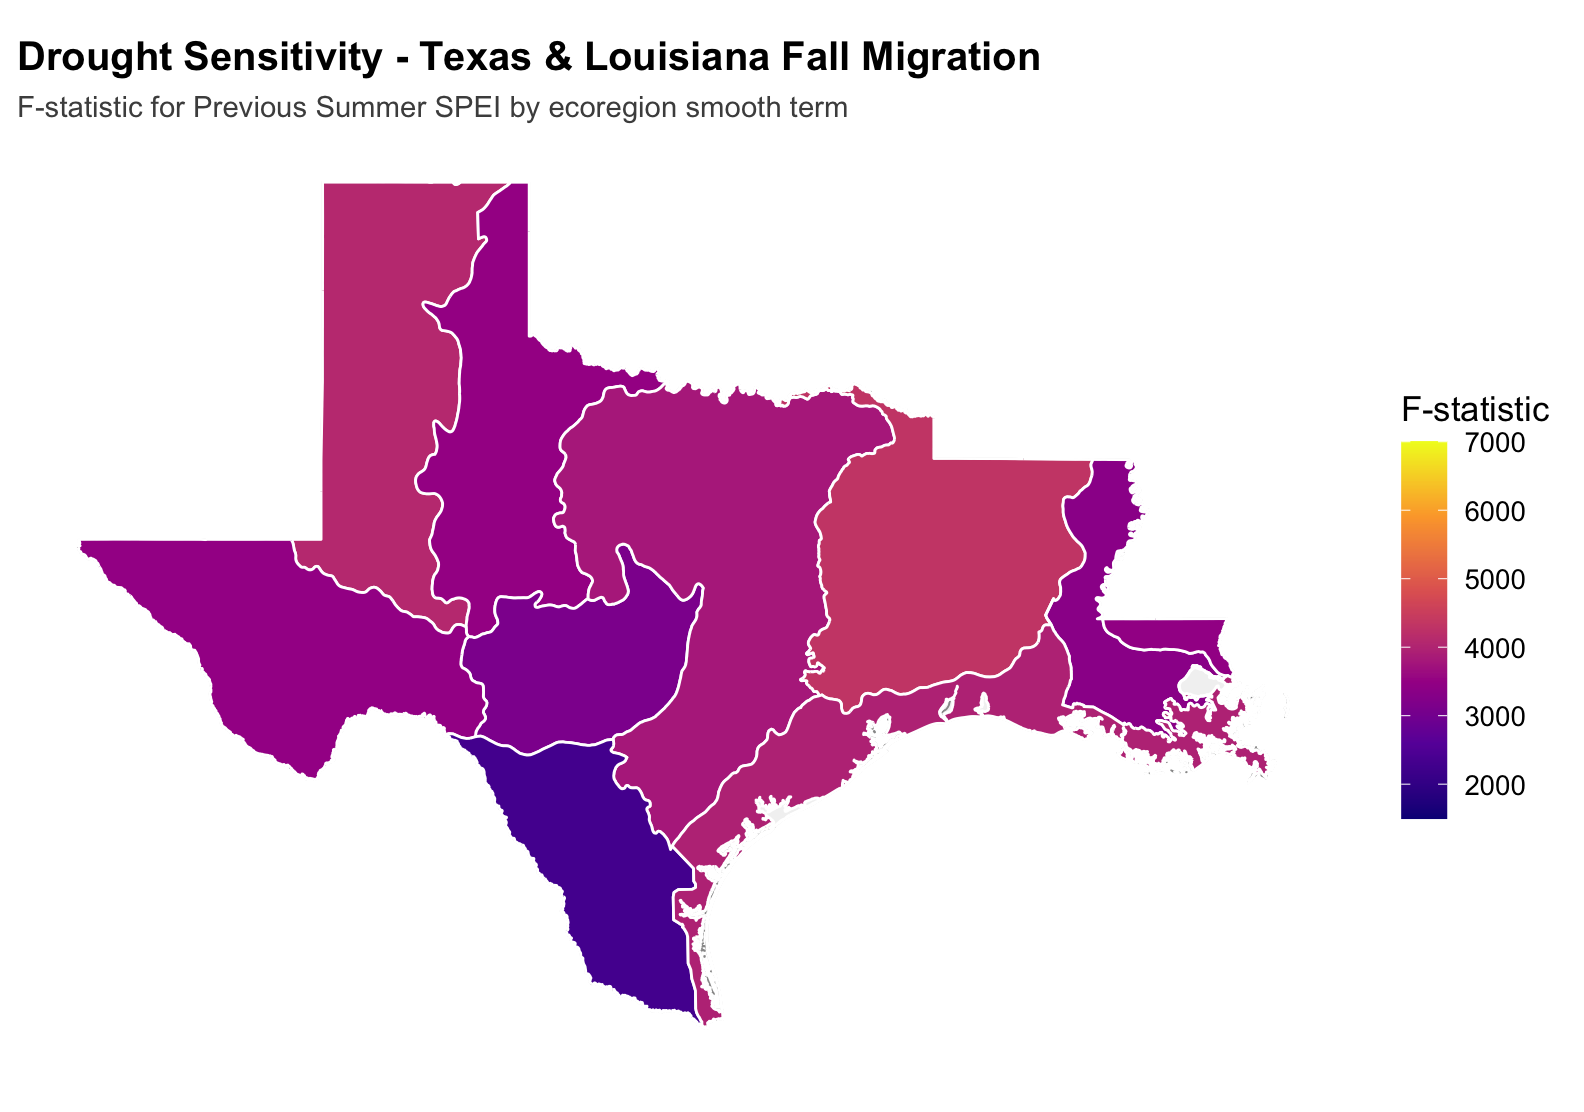 Drought Sensitivity - Texas & Louisiana Fall Migration
F-statistic for Previous Summer SPEI by ecoregion smooth term
F-statistic
7000
6000
5000
4000
3000
2000